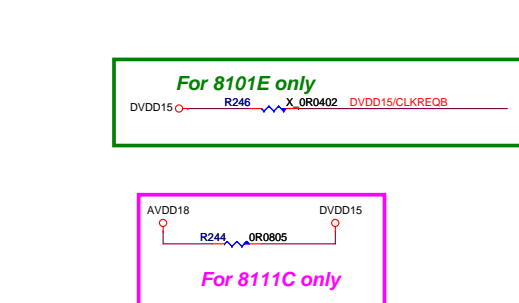 For 8101E only
DVDD15 R246 X_0R0402 DVDD15/CLKREQB
AVDD18 DVDD15
R244 0R0805
For 8111C only